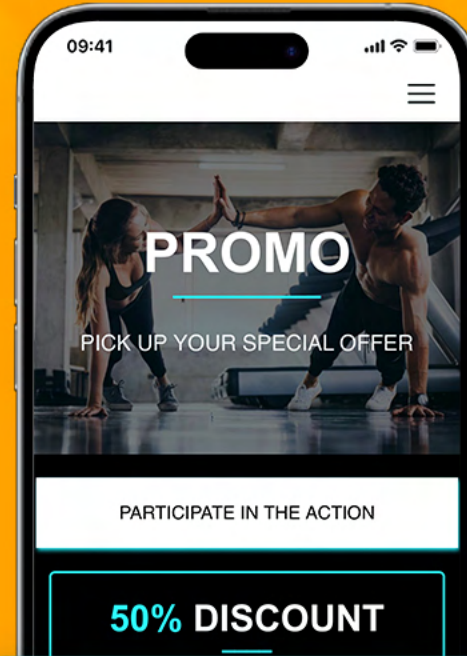 09:41
PROMO
PICK UP YOUR SPECIAL OFFER
PARTICIPATE IN THE ACTION
50% DISCOUNT